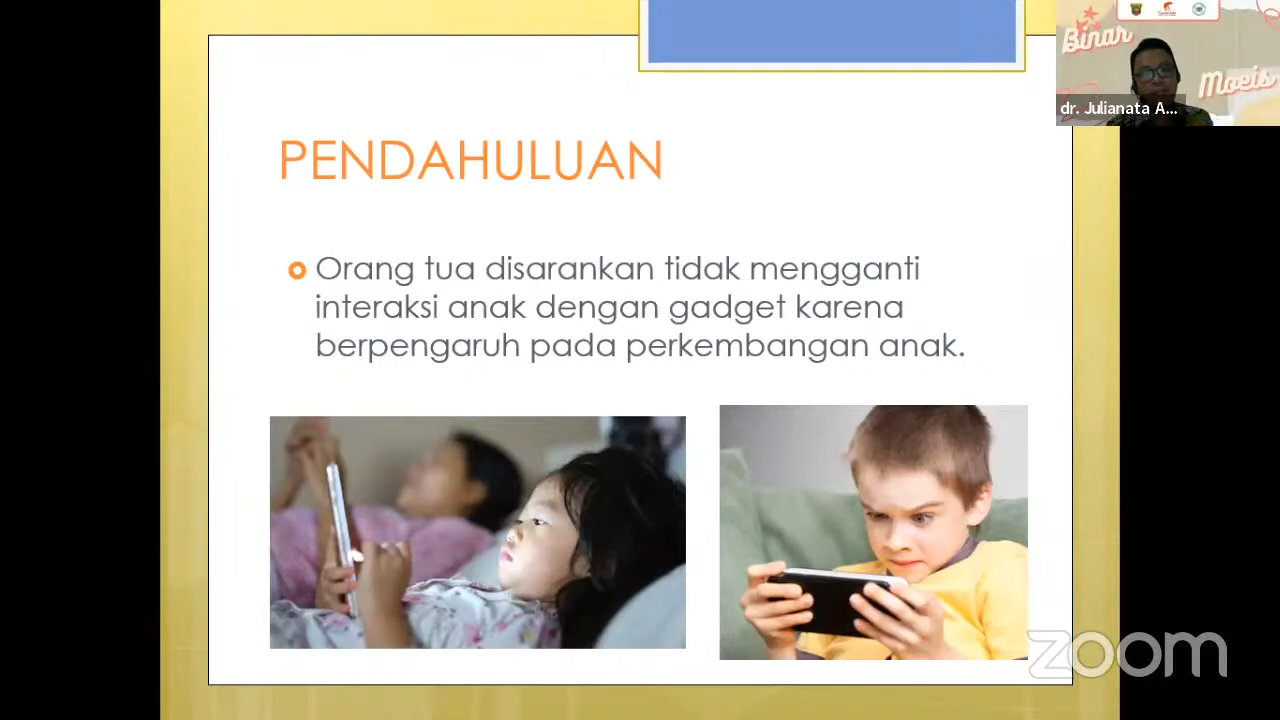 PENDAHULUAN
Orang tua disarankan tidak mengganti
interaksi anak dengan gadget karena
berpengaruh pada perkembangan anak.
Binar
Moeis
dr. Julianata A...
zoom